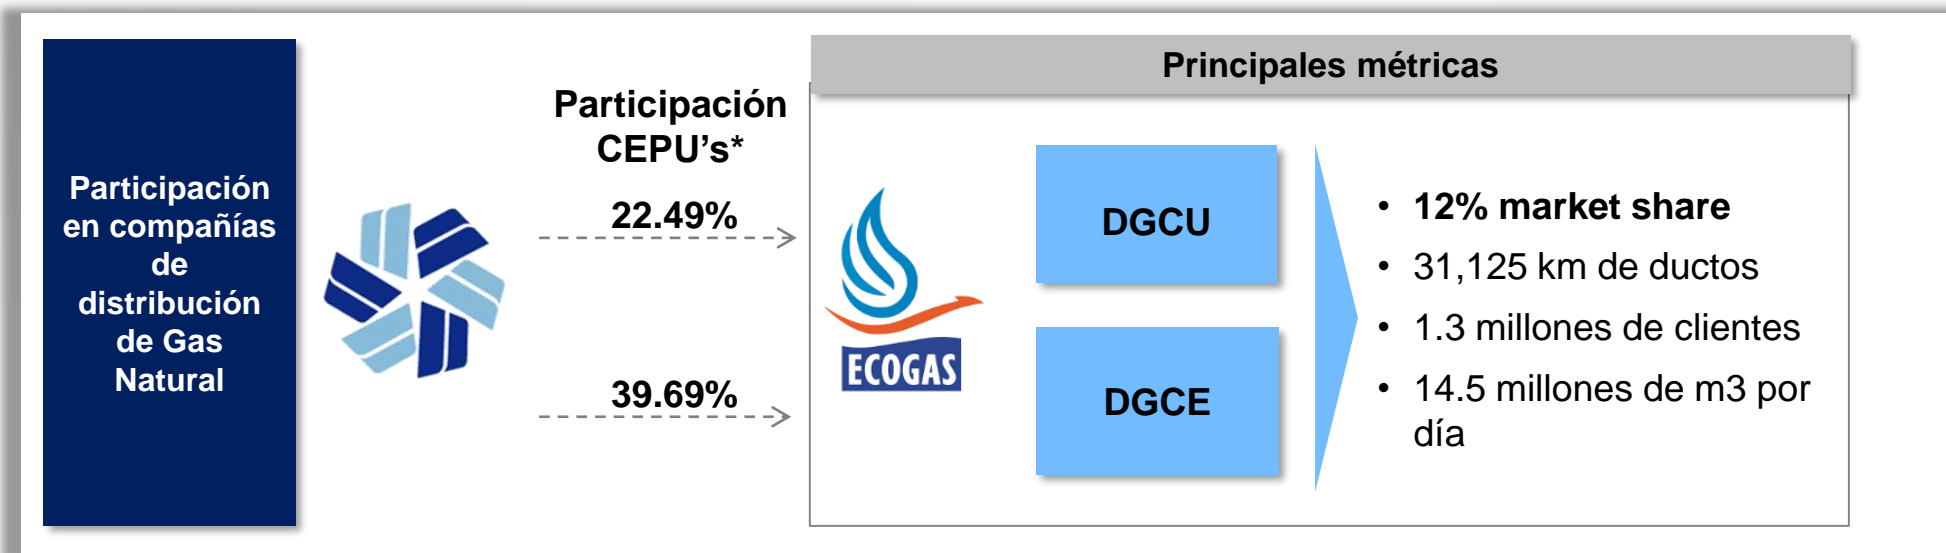 Participación
en compañías
de
distribución
de Gas
Natural
Participación
CEPU’s*
22.49%
39.69%
Principales métricas
ECOGAS
DGCU
DGCE
• 12% market share
• 31,125 km de ductos
• 1.3 millones de clientes
• 14.5 millones de m3 por
día